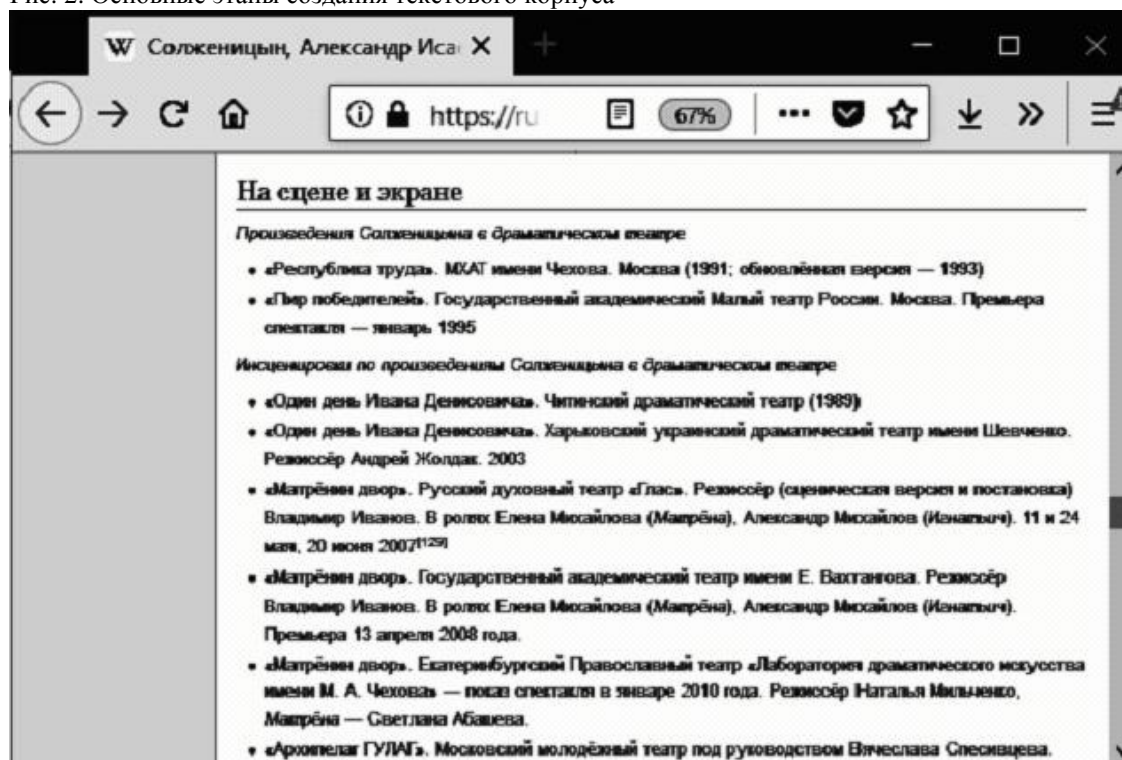 Рис. 2. Основные этапы создания текстового корпуса
W Солженицын, Александр Иса
https://ru
67%
На сцене и экране
Произведения Солженицына в драматическом театре
• «Республика труда». МХАТ имени Чехова. Москва (1991; обновлённая версия — 1993)
• «Пир победителей». Государственный академический Малый театр России. Москва. Премьера
спектакля — январь 1995
Инсценировки по произведениям Солженицына в драматическом театре
• «Один день Ивана Денисовича». Читинский драматический театр (1989)
• «Один день Ивана Денисовича». Харьковский украинский драматический театр имени Шевченко.
Режиссёр Андрей Жолдак. 2003
• «Матрёнин двор». Русский духовный театр «Глас». Режиссёр (сценическая версия и постановка)
Владимир Иванов. В ролях Елена Михайлова (Матрёна), Александр Михайлов (Игнатьич). 11 и 24
мая, 20 июня 2007[129]
• «Матрёнин двор». Государственный академический театр имени Е. Вахтангова. Режиссёр
Владимир Иванов. В ролях Елена Михайлова (Матрёна), Александр Михайлов (Игнатьич).
Премьера 13 апреля 2008 года.
• «Матрёнин двор». Екатеринбургский Православный театр «Лаборатория драматического искусства
имени М. А. Чехова» — показ спектакля в январе 2010 года. Режиссёр Наталья Мильченко,
Матрёна — Светлана Абашева.
• «Архипелаг ГУЛАГ». Московский молодёжный театр под руководством Вячеслава Спесивцева.